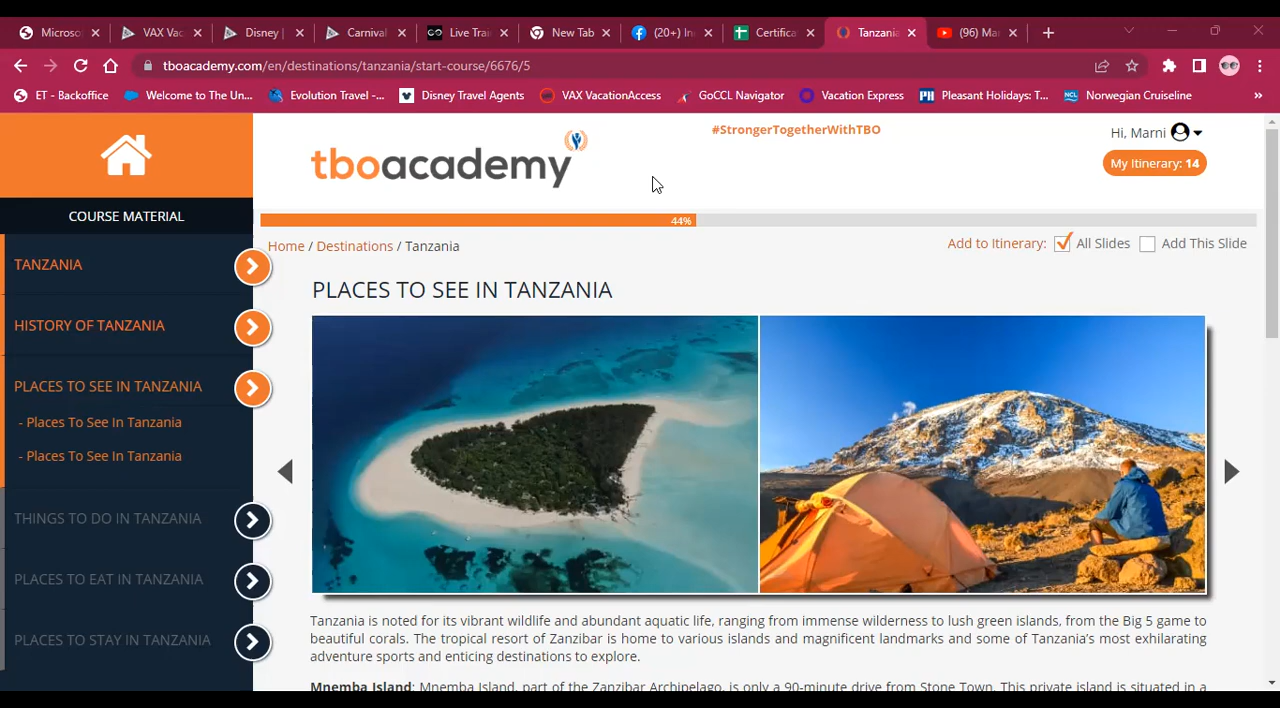 Microso
VAX Vac
Disney |
Carnival
Live Trai
New Tab
(20+) In
Certifica
Tanzania
(96) Ma
tboacademy.com/en/destinations/tanzania/start-course/6676/5
ET - Backoffice
Welcome to The Un...
Evolution Travel -...
Disney Travel Agents
VAX VacationAccess
GoCCL Navigator
Vacation Express
Pleasant Holidays: T...
Norwegian Cruiseline
»
#StrongerTogetherWithTBO
Hi, Marni
tboacademy
My Itinerary: 14
COURSE MATERIAL
44%
Home / Destinations / Tanzania
Add to Itinerary: All Slides Add This Slide
TANZANIA
HISTORY OF TANZANIA
PLACES TO SEE IN TANZANIA
- Places To See In Tanzania
- Places To See In Tanzania
THINGS TO DO IN TANZANIA
PLACES TO EAT IN TANZANIA
PLACES TO STAY IN TANZANIA
PLACES TO SEE IN TANZANIA
Tanzania is noted for its vibrant wildlife and abundant aquatic life, ranging from immense wilderness to lush green islands, from the Big 5 game to
beautiful corals. The tropical resort of Zanzibar is home to various islands and magnificent landmarks and some of Tanzania's most exhilarating
adventure sports and enticing destinations to explore.
Mnemba Island: Mnemba Island, part of the Zanzibar Archipelago, is only a 90-minute drive from Stone Town. This private island is situated in a